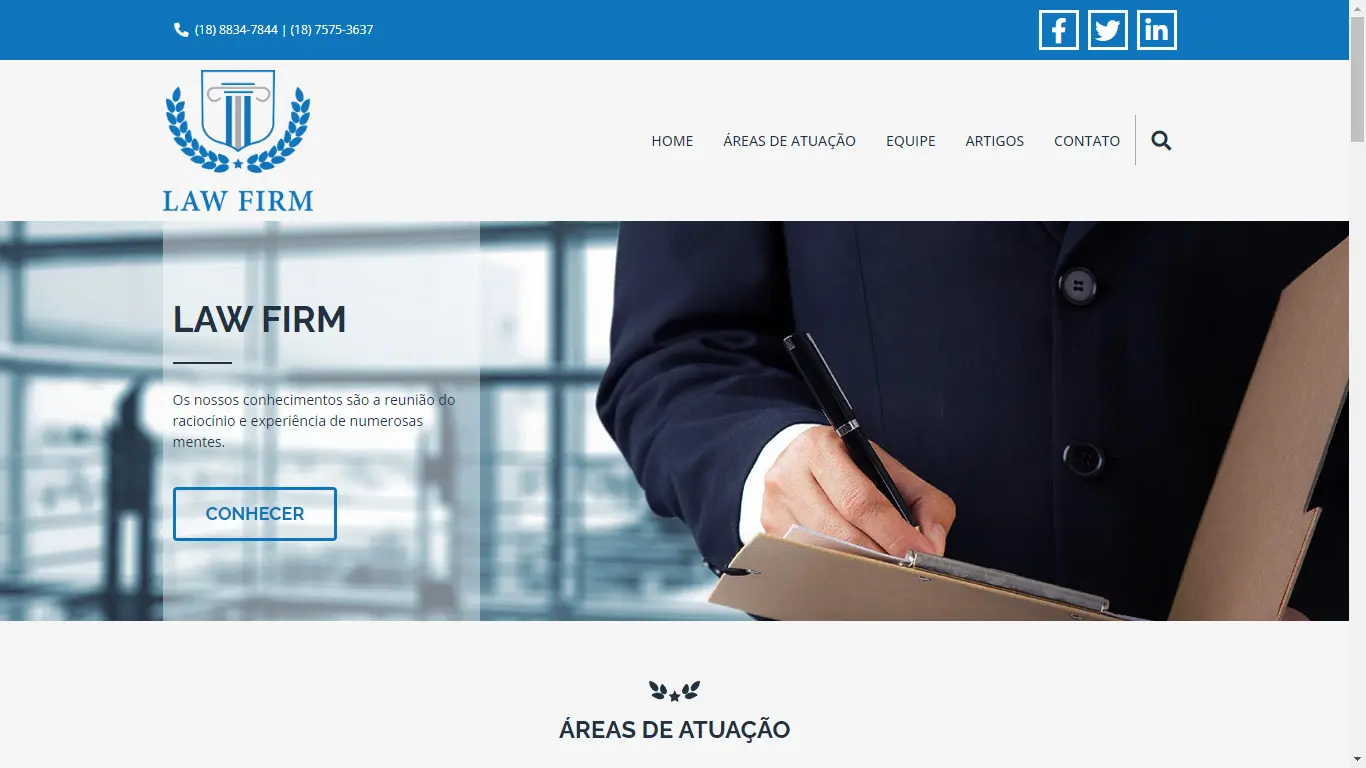 (18) 8834-7844 | (18) 7575-3637
LAW FIRM
HOME
ÁREAS DE ATUAÇÃO
EQUIPE
ARTIGOS
CONTATO
LAW FIRM
Os nossos conhecimentos são a reunião do
raciocínio e experiência de numerosas
mentes.
CONHECER
ÁREAS DE ATUAÇÃO